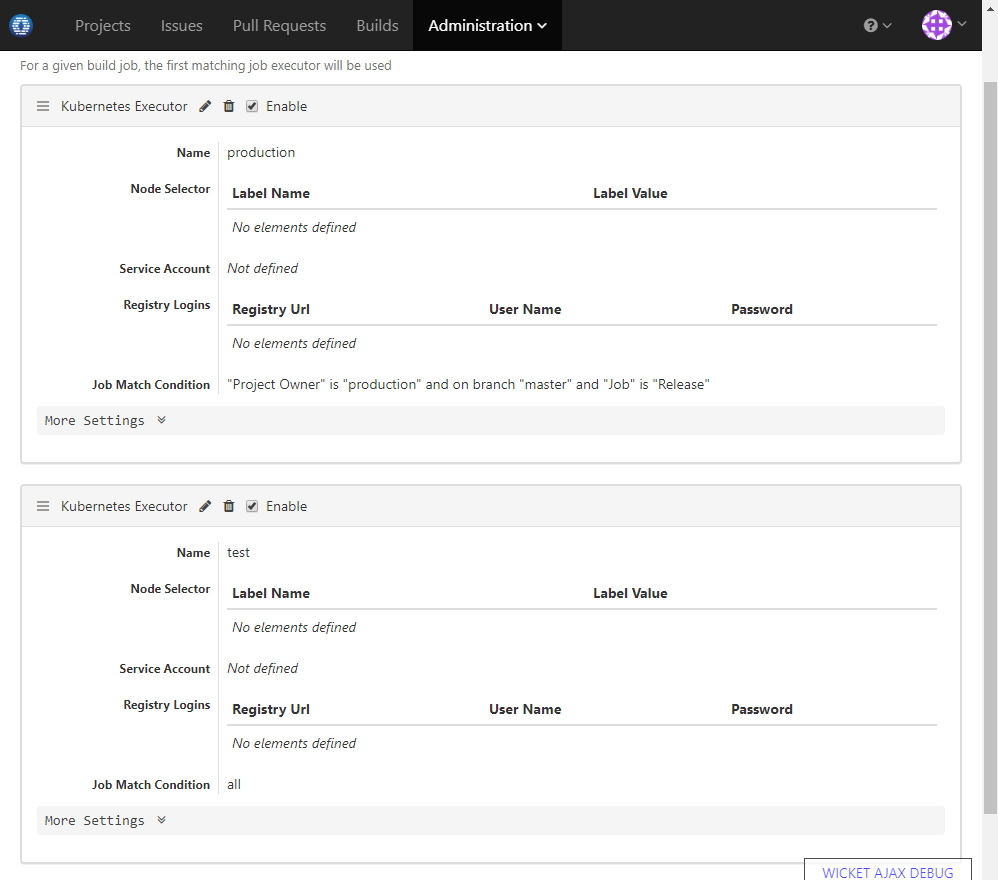 Projects Issues Pull Requests Builds Administration
For a given build job, the first matching job executor will be used
Kubernetes Executor Enable
Name production
Node Selector Label Name Label Value
No elements defined
Service Account Not defined
Registry Logins Registry Url User Name Password
No elements defined
Job Match Condition "Project Owner" is "production" and on branch "master" and "Job" is "Release"
More Settings
Kubernetes Executor Enable
Name test
Node Selector Label Name Label Value
No elements defined
Service Account Not defined
Registry Logins Registry Url User Name Password
No elements defined
Job Match Condition all
More Settings
WICKET AJAX DEBUG